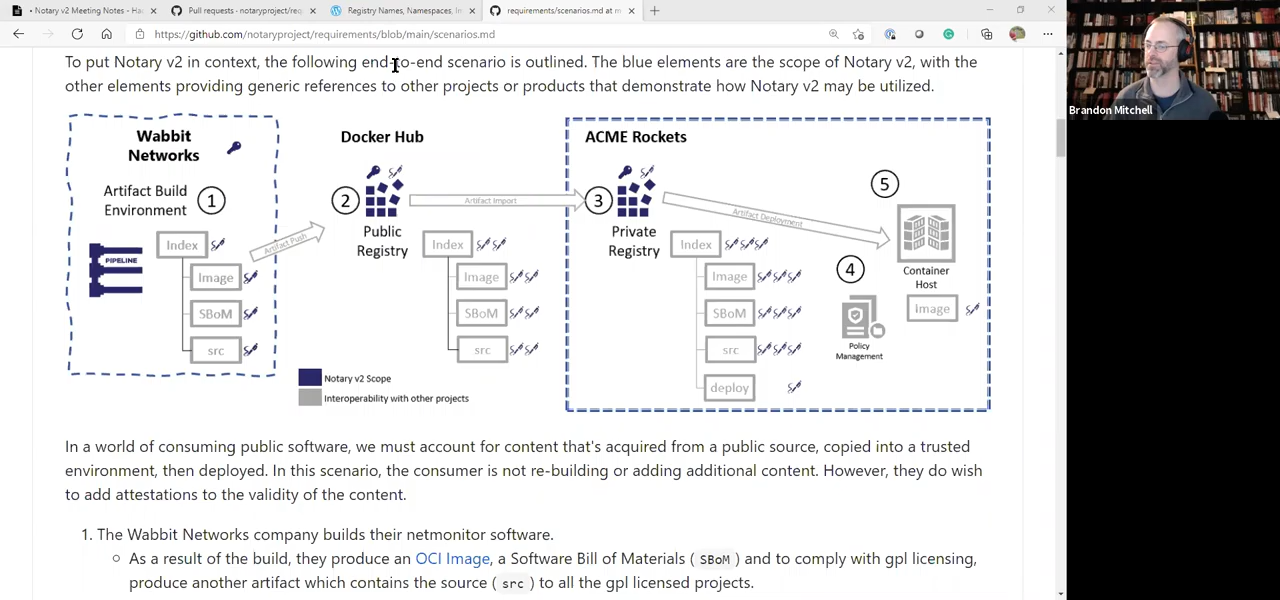 Notary v2 Meeting Notes - Hac
Pull requests · notaryproject/req
Registry Names, Namespaces, I
requirements/scenarios.md at m
https://github.com/notaryproject/requirements/blob/main/scenarios.md
To put Notary v2 in context, the following end-to-end scenario is outlined. The blue elements are the scope of Notary v2, with the
other elements providing generic references to other projects or products that demonstrate how Notary v2 may be utilized.
Wabbit
Networks
Artifact Build
Environment
1
PIPELINE
Index
Image
SBoM
src
Artifact Push
Docker Hub
2
Public
Registry
Index
Image
SBoM
src
Artifact Import
ACME Rockets
3
Private
Registry
Index
Image
SBoM
src
deploy
Artifact Deployment
5
Container
Host
Image
4
Policy
Management
Notary v2 Scope
Interoperability with other projects
In a world of consuming public software, we must account for content that's acquired from a public source, copied into a trusted
environment, then deployed. In this scenario, the consumer is not re-building or adding additional content. However, they do wish
to add attestations to the validity of the content.
1. The Wabbit Networks company builds their netmonitor software.
As a result of the build, they produce an OCI Image, a Software Bill of Materials ( SBoM ) and to comply with gpl licensing,
produce another artifact which contains the source ( src ) to all the gpl licensed projects.
Brandon Mitchell